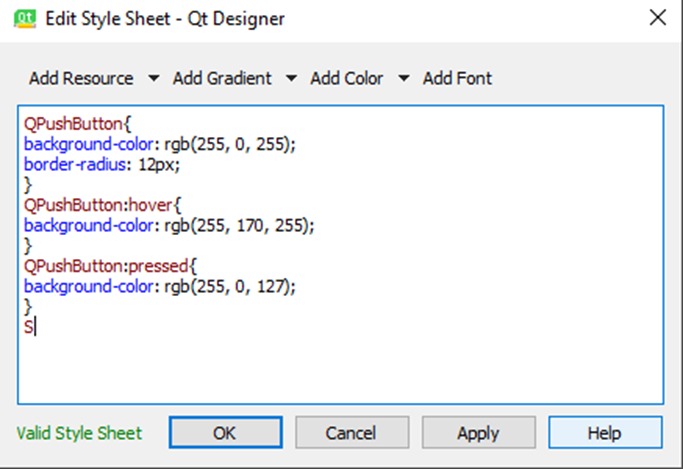 Qt Edit Style Sheet - Qt Designer
Add Resource Add Gradient Add Color Add Font
QPushButton{
background-color: rgb(255, 0, 255);
border-radius: 12px;
}
QPushButton:hover{
background-color: rgb(255, 170, 255);
}
QPushButton:pressed{
background-color: rgb(255, 0, 127);
}
S
Valid Style Sheet OK Cancel Apply Help